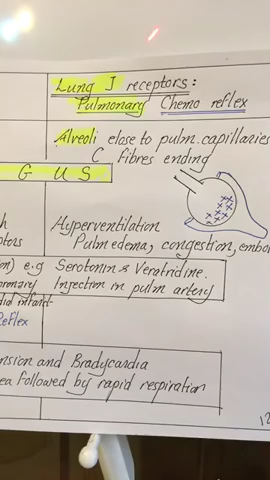 Lung J receptors:
Pulmonary Chemo reflex
Alveoli close to pulm. capillaries
C Fibres ending
G U S
Hyperventilation
Pulm edema, congestion, embol
e.g Serotonin & Veratridine.
Injection in pulm artery
Reflex
nsion and Bradycardia
ea followed by rapid respiration
12